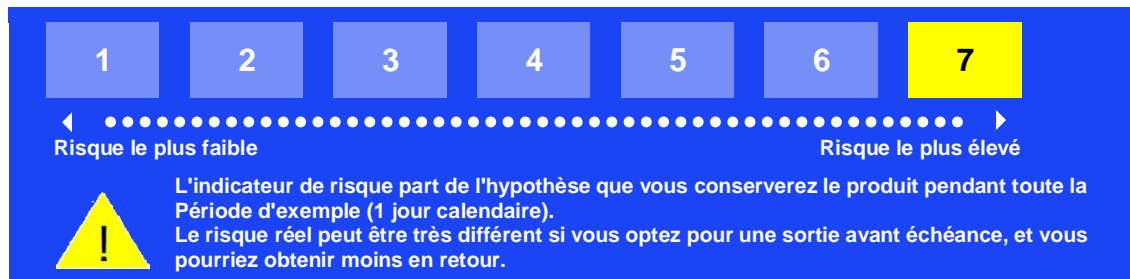 1 2 3 4 5 6 7
Risque le plus faible Risque le plus élevé
L'indicateur de risque part de l'hypothèse que vous conserverez le produit pendant toute la
Période d'exemple (1 jour calendaire).
Le risque réel peut être très différent si vous optez pour une sortie avant échéance, et vous
pourriez obtenir moins en retour.
!